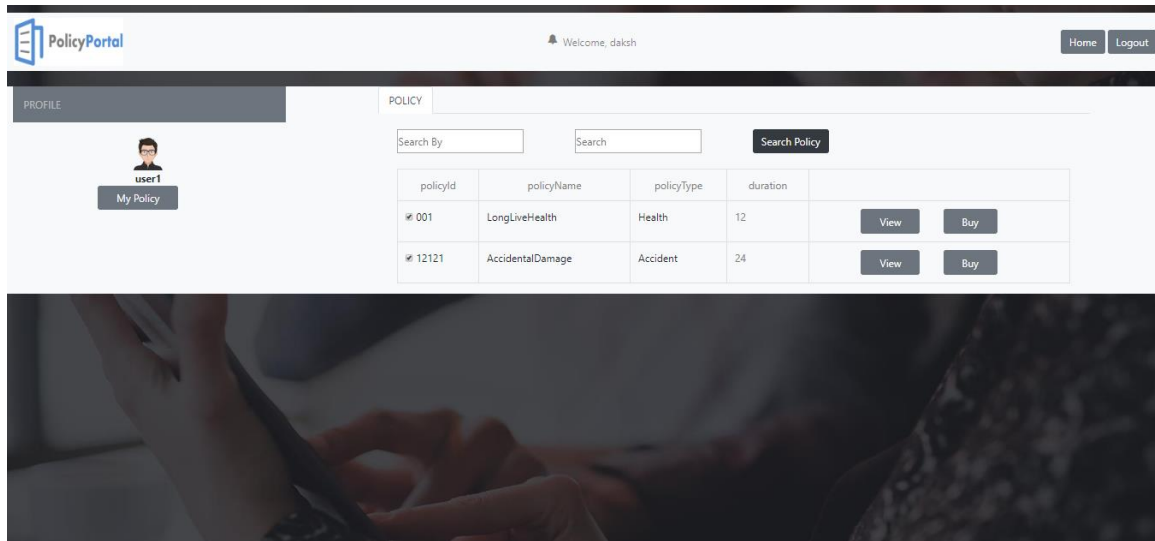 PolicyPortal
Welcome, daksh
Home Logout
PROFILE
user1
My Policy
POLICY
Search By Search Search Policy
policyId policyName policyType duration
001 LongLiveHealth Health 12 View Buy
12121 AccidentalDamage Accident 24 View Buy